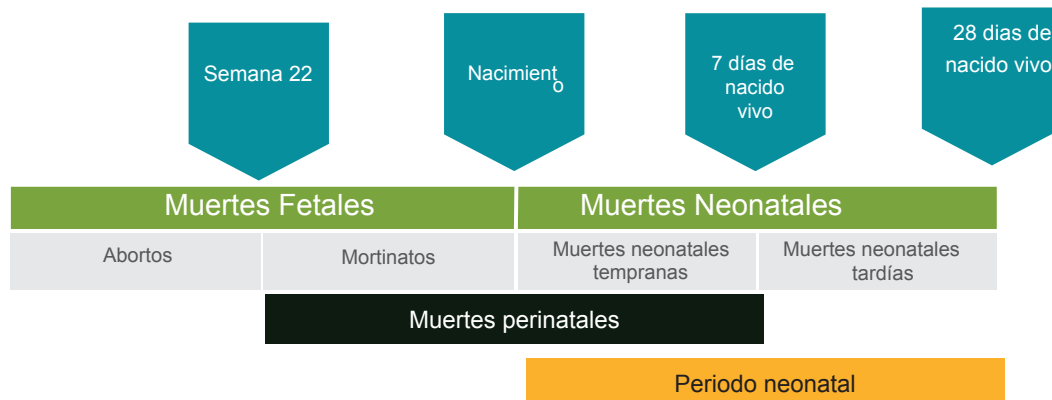 Semana 22
Nacimient
o
7 días de
nacido
vivo
28 dias de
nacido vivo
Muertes Fetales
Muertes Neonatales
Abortos
Mortinatos
Muertes neonatales
tempranas
Muertes neonatales
tardías
Muertes perinatales
Periodo neonatal